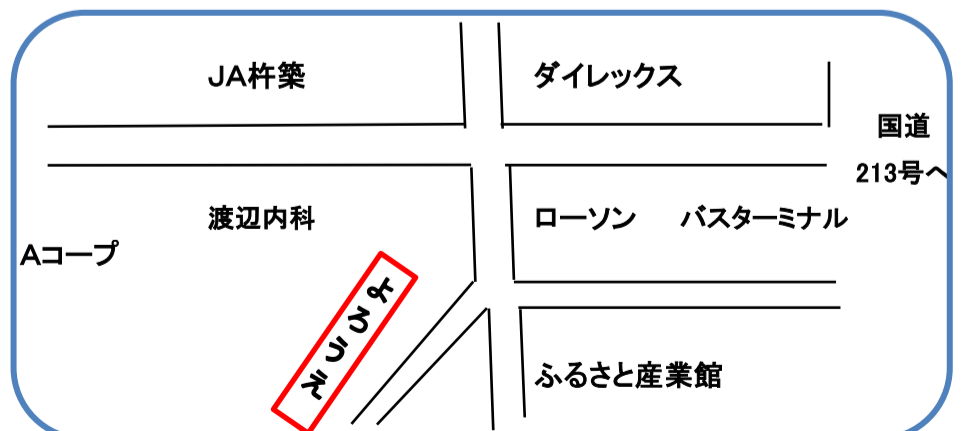 JA杵築
ダイレックス
国道
213号へ
渡辺内科
ローソン
バスターミナル
Aコープ
よろうえ
ふるさと産業館